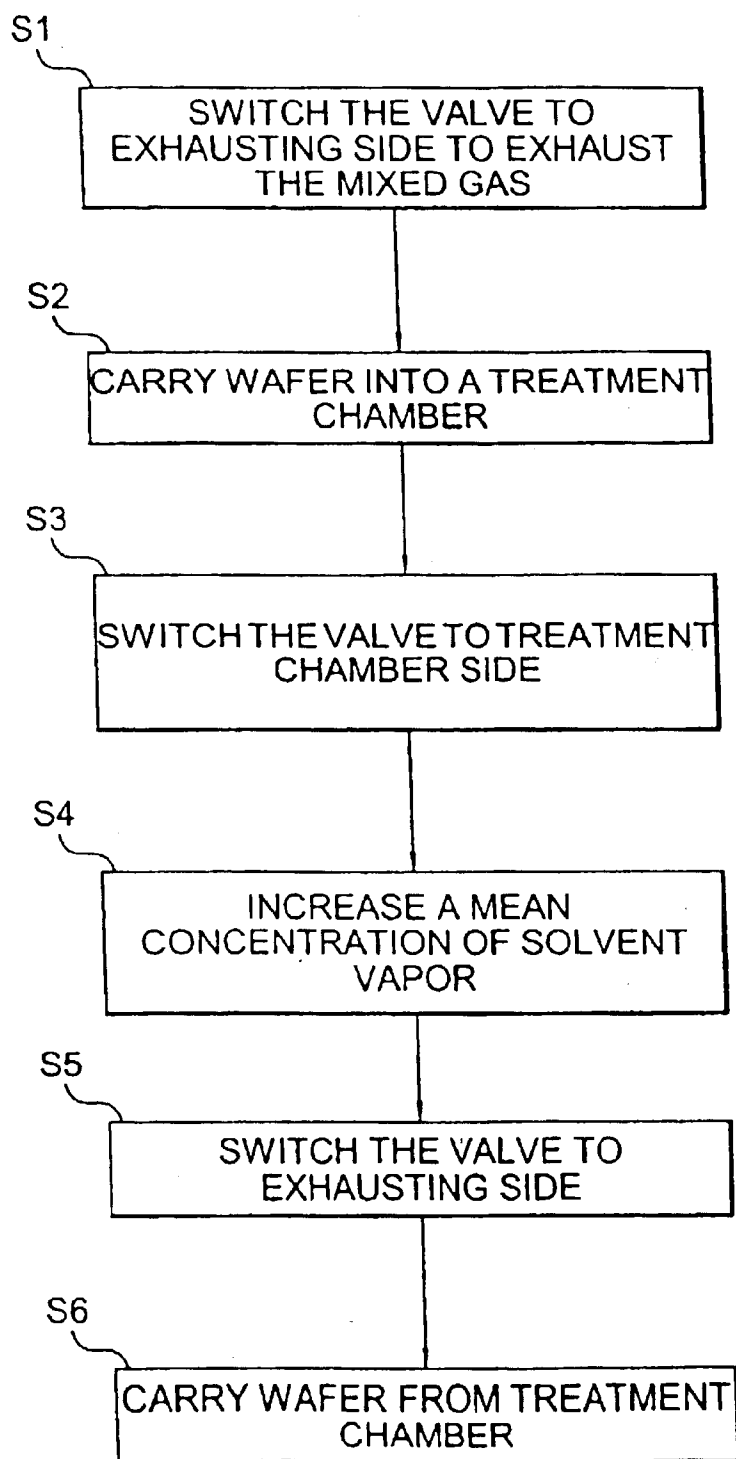 S1
SWITCH THE VALVE TO
EXHAUSTING SIDE TO EXHAUST
THE MIXED GAS
S2
CARRY WAFER INTO A TREATMENT
CHAMBER
S3
SWITCH THE VALVE TO TREATMENT
CHAMBER SIDE
S4
INCREASE A MEAN
CONCENTRATION OF SOLVENT
VAPOR
S5
SWITCH THE VALVE TO
EXHAUSTING SIDE
S6
CARRY WAFER FROM TREATMENT
CHAMBER